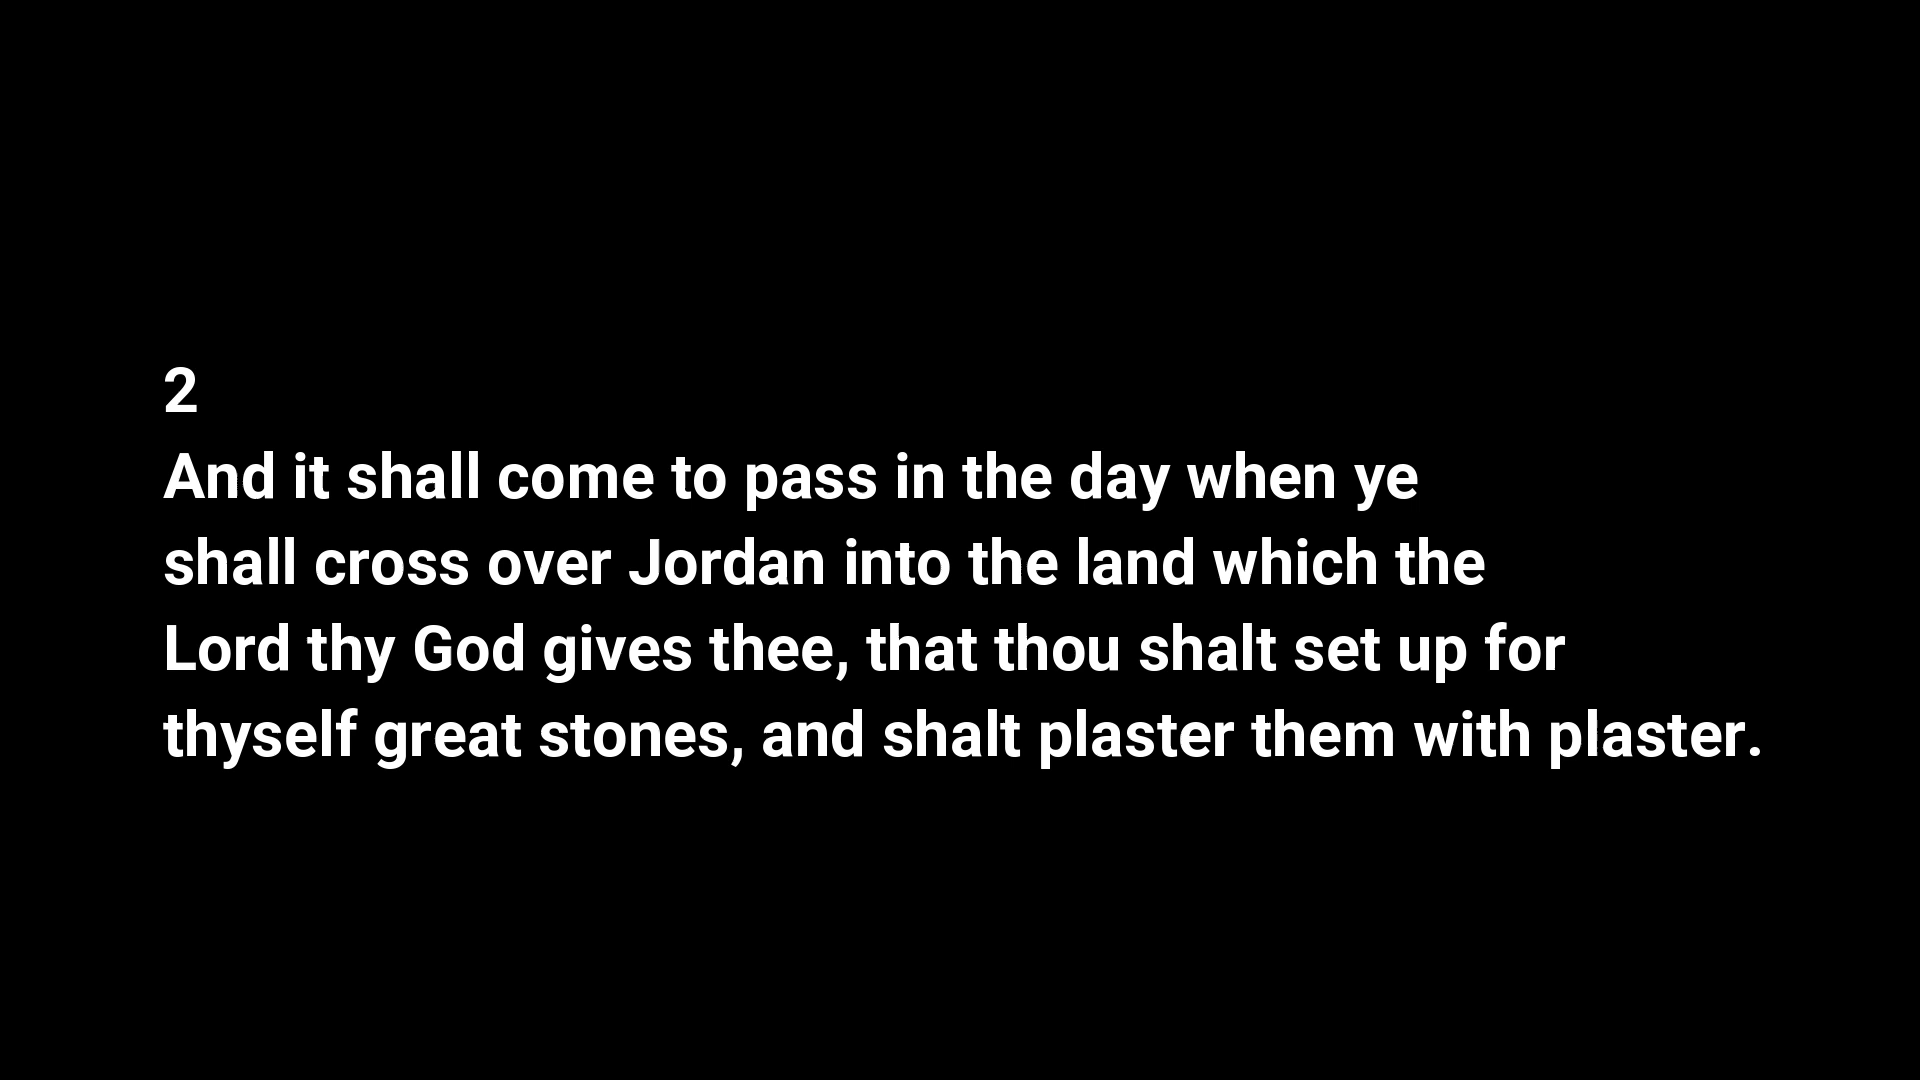 2
And it shall come to pass in the day when ye
shall cross over Jordan into the land which the
Lord thy God gives thee, that thou shalt set up for
thyself great stones, and shalt plaster them with plaster.